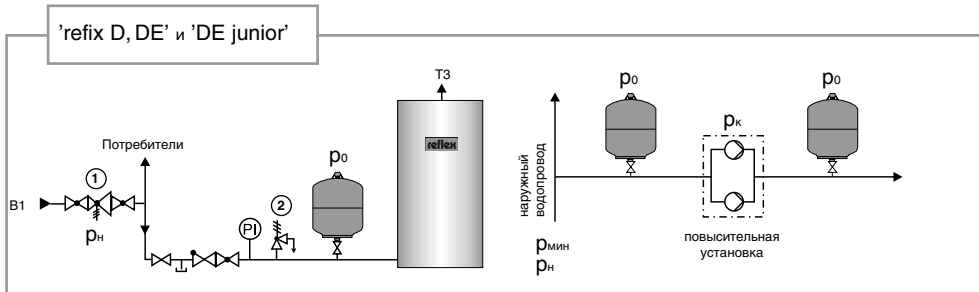 'refix D, DE' и 'DE junior'
T3
Потребители
1
B1
pн
PI
2
p0
reflex
p0
p0
pк
наружный
водопровод
pмин
pн
повысительная
установка